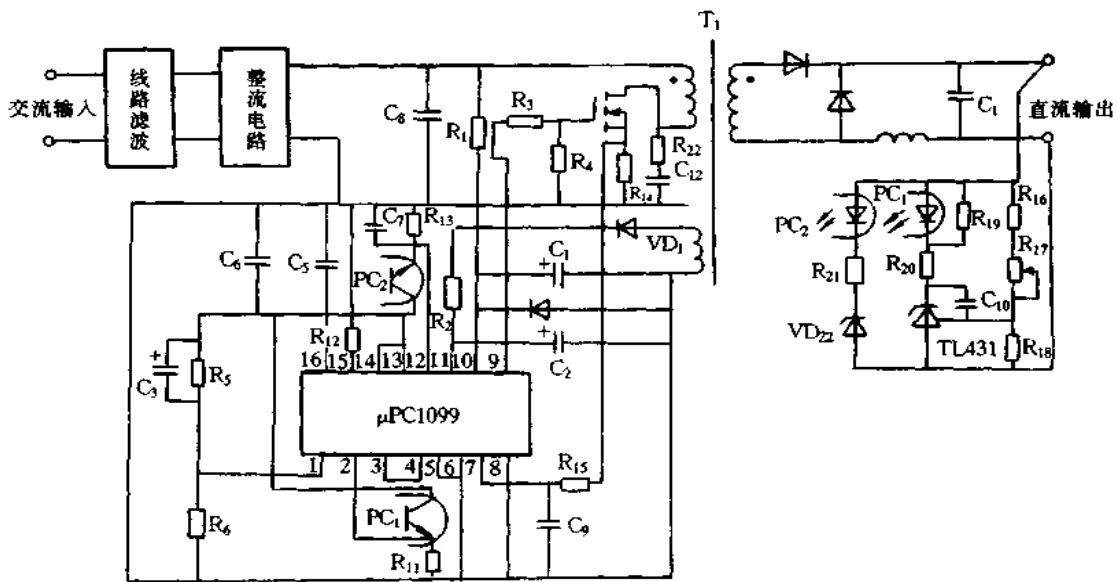 T₁
交流输入
线路滤波
整流电路
C₈
R₁
R₃
R₄
R₂₂
C₁₂
R₁₄
C₁
直流输出
C₆
C₅
C₇
R₁₃
PC₂
VD₁
C₁
R₂
C₂
R₁₂
PC₂
PC₁
R₁₉
R₁₆
R₁₇
R₂₁
R₂₀
C₁₀
VD₂₂
TL431
R₁₈
C₃
R₅
16 15 14 13 12 11 10 9
μPC1099
1 2 3 4 5 6 7 8
R₆
PC₁
R₁₁
R₁₅
C₉